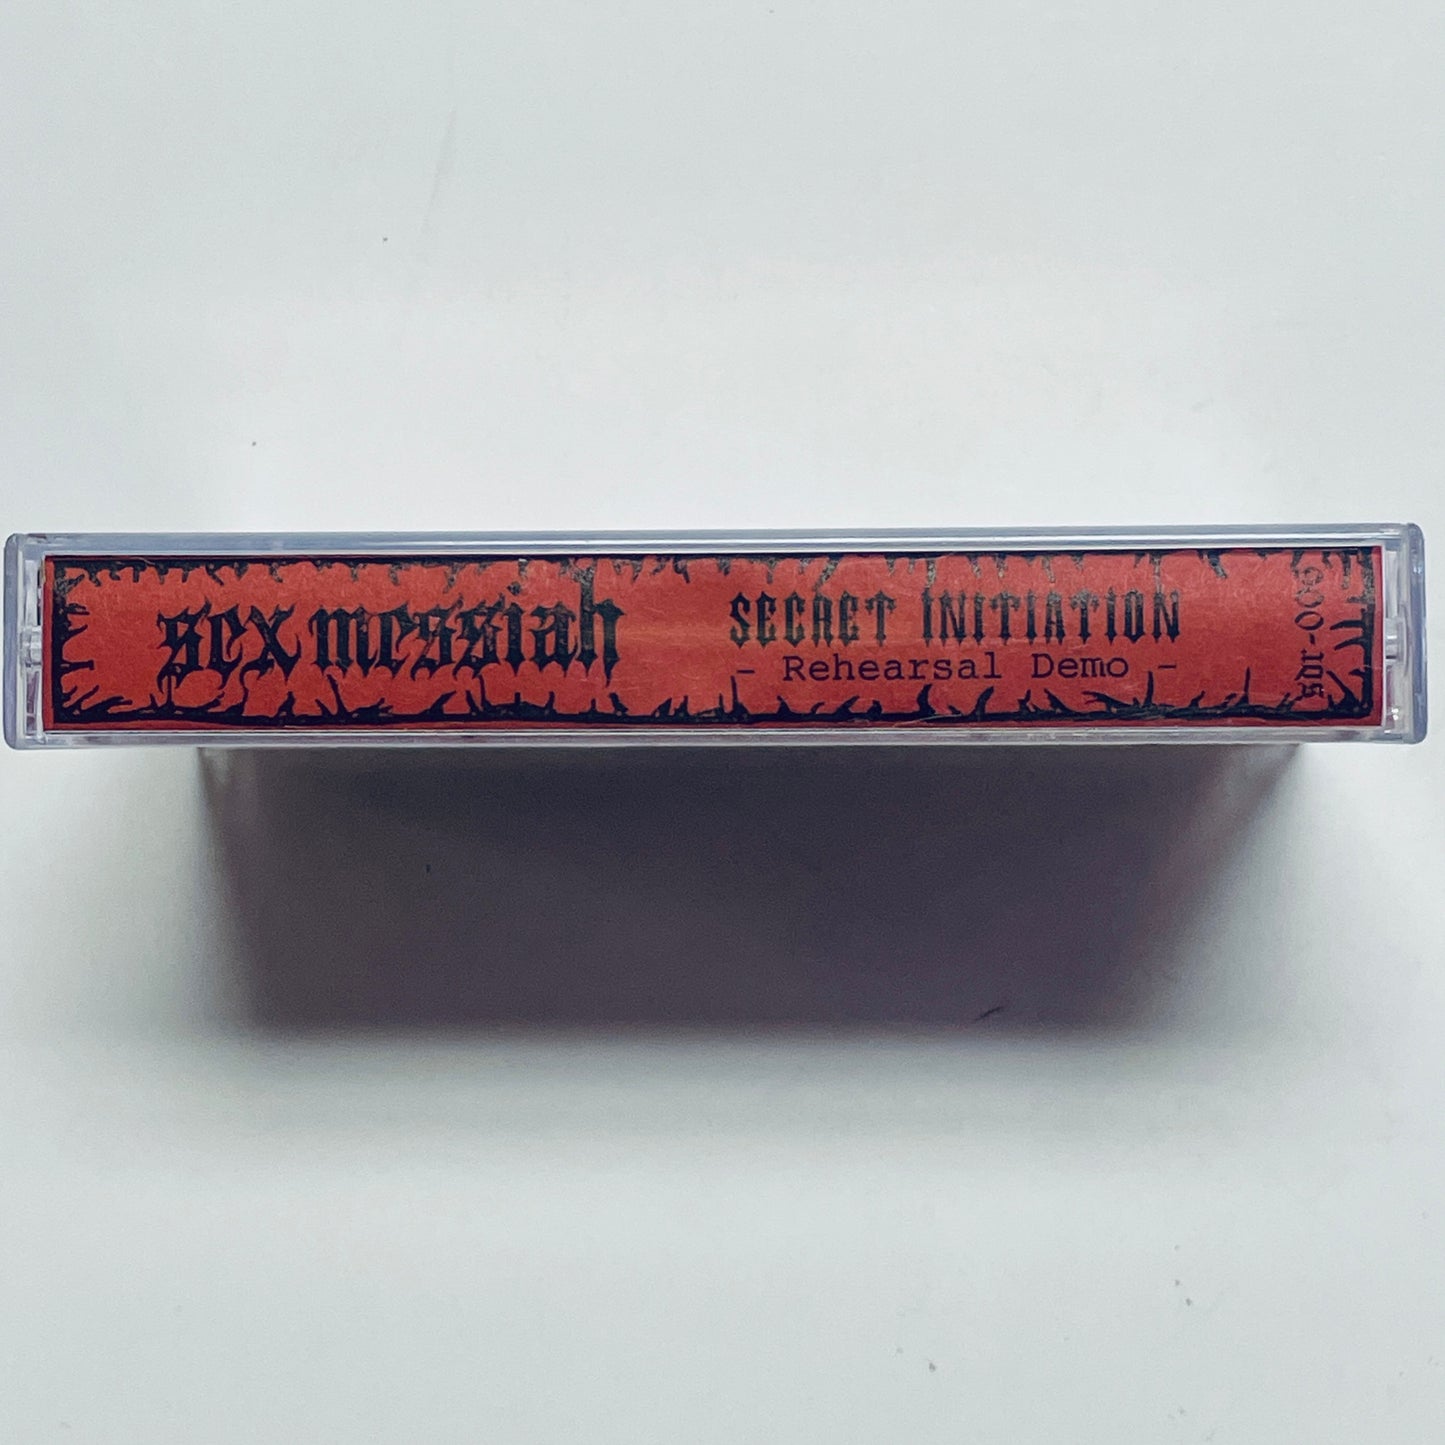 sex messiah
SECRET INITIATION
- Rehearsal Demo -